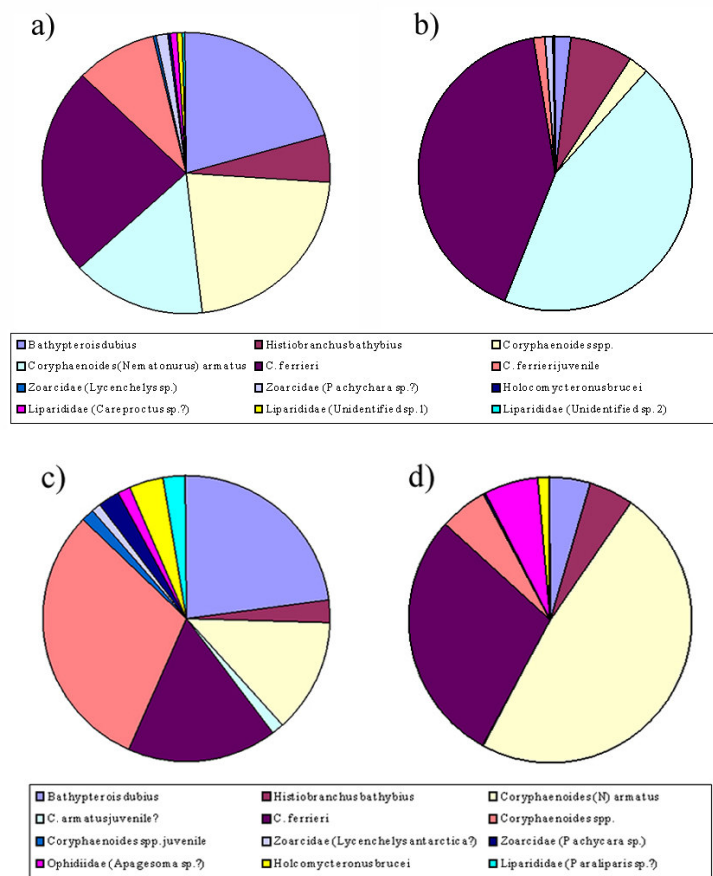 a)
b)
Bathypterois dubius Histiobranchus bathybius Coryphaenoides spp.
Coryphaenoides (Nematonurus) armatus C. ferrieri C. ferrieri juvenile
Zoarcidae (Lycenchelys sp.) Zoarcidae (Pachychara sp.?) Holocomycteronus brucei
Liparididae (Careproctus sp.?) Liparididae (Unidentified sp. 1) Liparididae (Unidentified sp. 2)
c)
d)
Bathypterois dubius Histiobranchus bathybius Coryphaenoides (N) armatus
C. armatus juvenile? C. ferrieri Coryphaenoides spp.
Coryphaenoides spp. juvenile Zoarcidae (Lycenchelys antarctica?) Zoarcidae (Pachycara sp.)
Ophidiidae (Apagesoma sp.?) Holcomycteronus brucei Liparididae (Paraliparis sp.?)